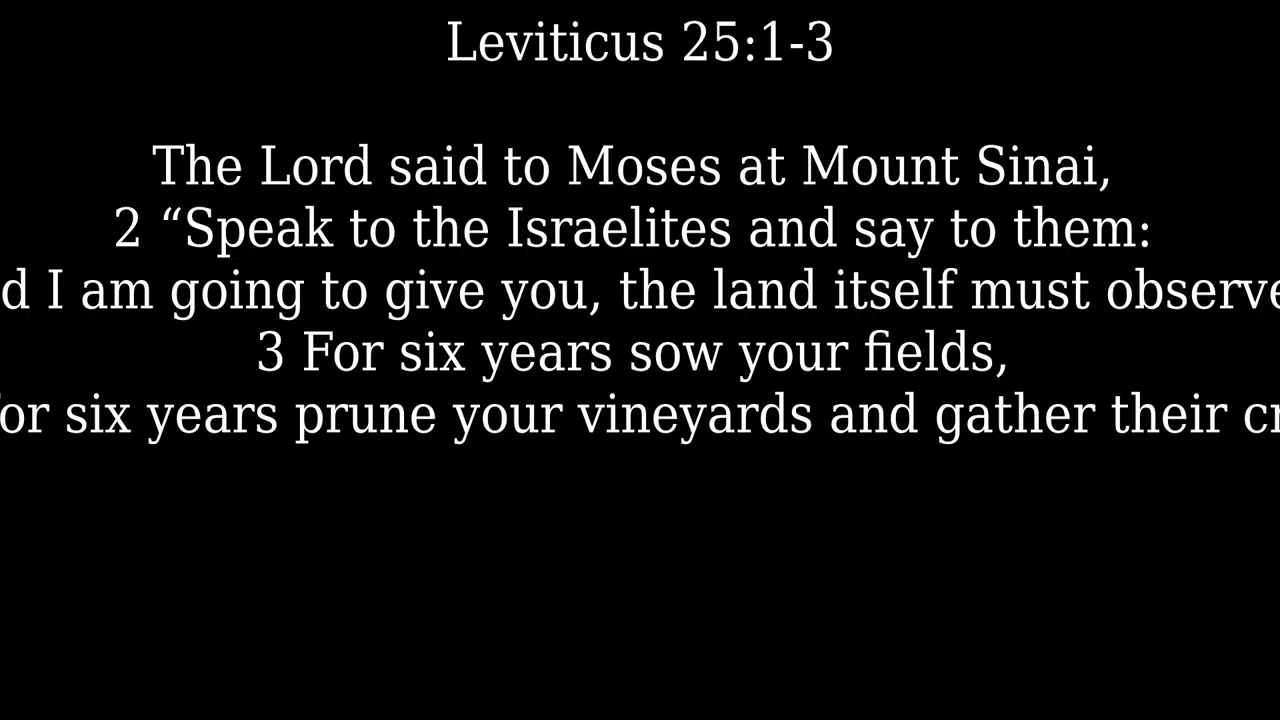 Leviticus 25:1-3
The Lord said to Moses at Mount Sinai,
2 “Speak to the Israelites and say to them:
I am going to give you, the land itself must observe
3 For six years sow your fields,
six years prune your vineyards and gather their